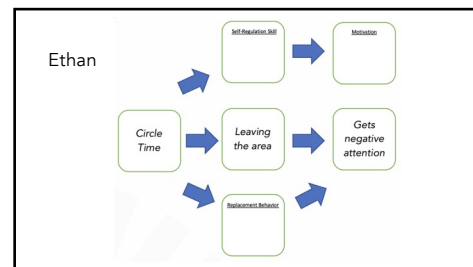 Ethan
Self-Regulation Skill
Motivation
Circle
Time
Leaving
the area
Gets
negative
attention
Replacement Behavior